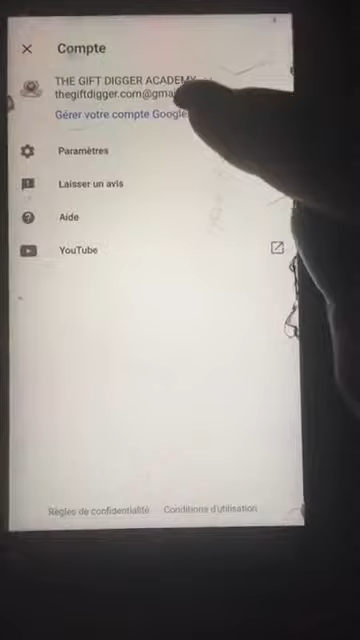 Compte
THE GIFT DIGGER ACADEMY
thegiftdigger.com@gma
Gérer votre compte Google
Paramètres
Laisser un avis
Aide
YouTube
Règles de confidentialité Conditions d'utilisation